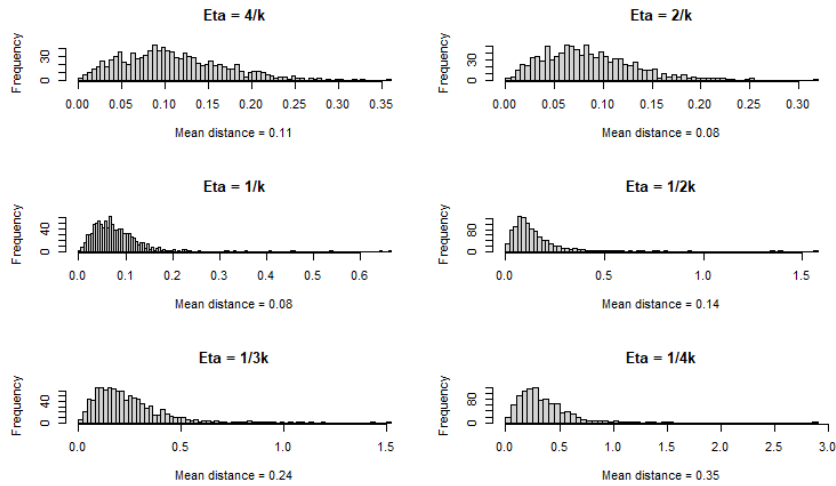 Eta = 4/k
Frequency
0 30
0.00 0.05 0.10 0.15 0.20 0.25 0.30 0.35
Mean distance = 0.11
Eta = 2/k
Frequency
0 30
0.00 0.05 0.10 0.15 0.20 0.25 0.30
Mean distance = 0.08
Eta = 1/k
Frequency
0 40
0.0 0.1 0.2 0.3 0.4 0.5 0.6
Mean distance = 0.08
Eta = 1/2k
Frequency
0 80
0.0 0.5 1.0 1.5
Mean distance = 0.14
Eta = 1/3k
Frequency
0 40
0.0 0.5 1.0 1.5
Mean distance = 0.24
Eta = 1/4k
Frequency
0 80
0.0 0.5 1.0 1.5 2.0 2.5 3.0
Mean distance = 0.35